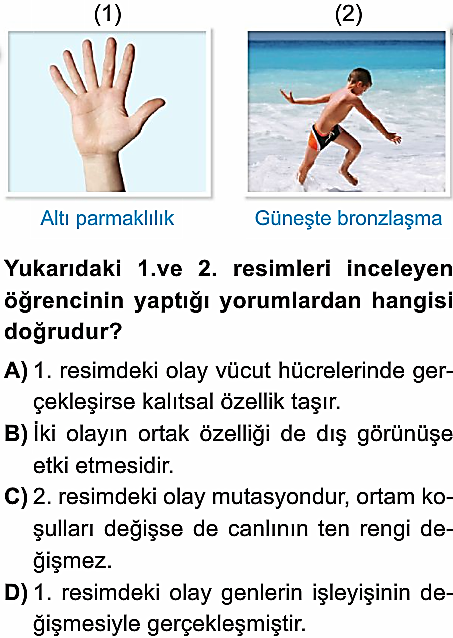 (1) (2)
Altı parmaklılık Güneşte bronzlaşma
Yukarıdaki 1.ve 2. resimleri inceleyen
öğrencinin yaptığı yorumlardan hangisi
doğrudur?
A) 1. resimdeki olay vücut hücrelerinde ger-
çekleşirse kalıtsal özellik taşır.
B) İki olayın ortak özelliği de dış görünüşe
etki etmesidir.
C) 2. resimdeki olay mutasyondur, ortam ko-
şulları değişse de canlının ten rengi de-
ğişmez.
D) 1. resimdeki olay genlerin işleyişinin de-
ğişmesiyle gerçekleşmiştir.